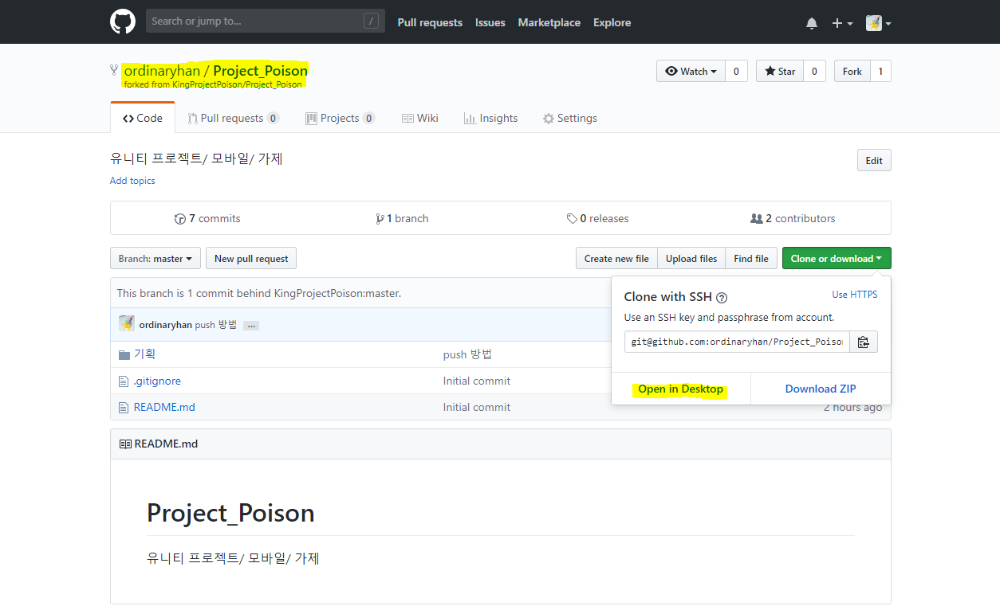 Search or jump to... / Pull requests Issues Marketplace Explore
ordinaryhan / Project_Poison
forked from KingProjectPoison/Project_Poison
Watch 0 Star 0 Fork 1
Code Pull requests 0 Projects 0 Wiki Insights Settings
유니티 프로젝트/ 모바일/ 가제
Edit
Add topics
7 commits 1 branch 0 releases 2 contributors
Branch: master New pull request Create new file Upload files Find file Clone or download
This branch is 1 commit behind KingProjectPoison:master.
ordinaryhan push 방법 ...
기획 push 방법
.gitignore Initial commit
README.md Initial commit 2 hours ago
Clone with SSH ? Use HTTPS
Use an SSH key and passphrase from account.
git@github.com:ordinaryhan/Project_Poison
Open in Desktop Download ZIP
README.md
Project_Poison
유니티 프로젝트/ 모바일/ 가제